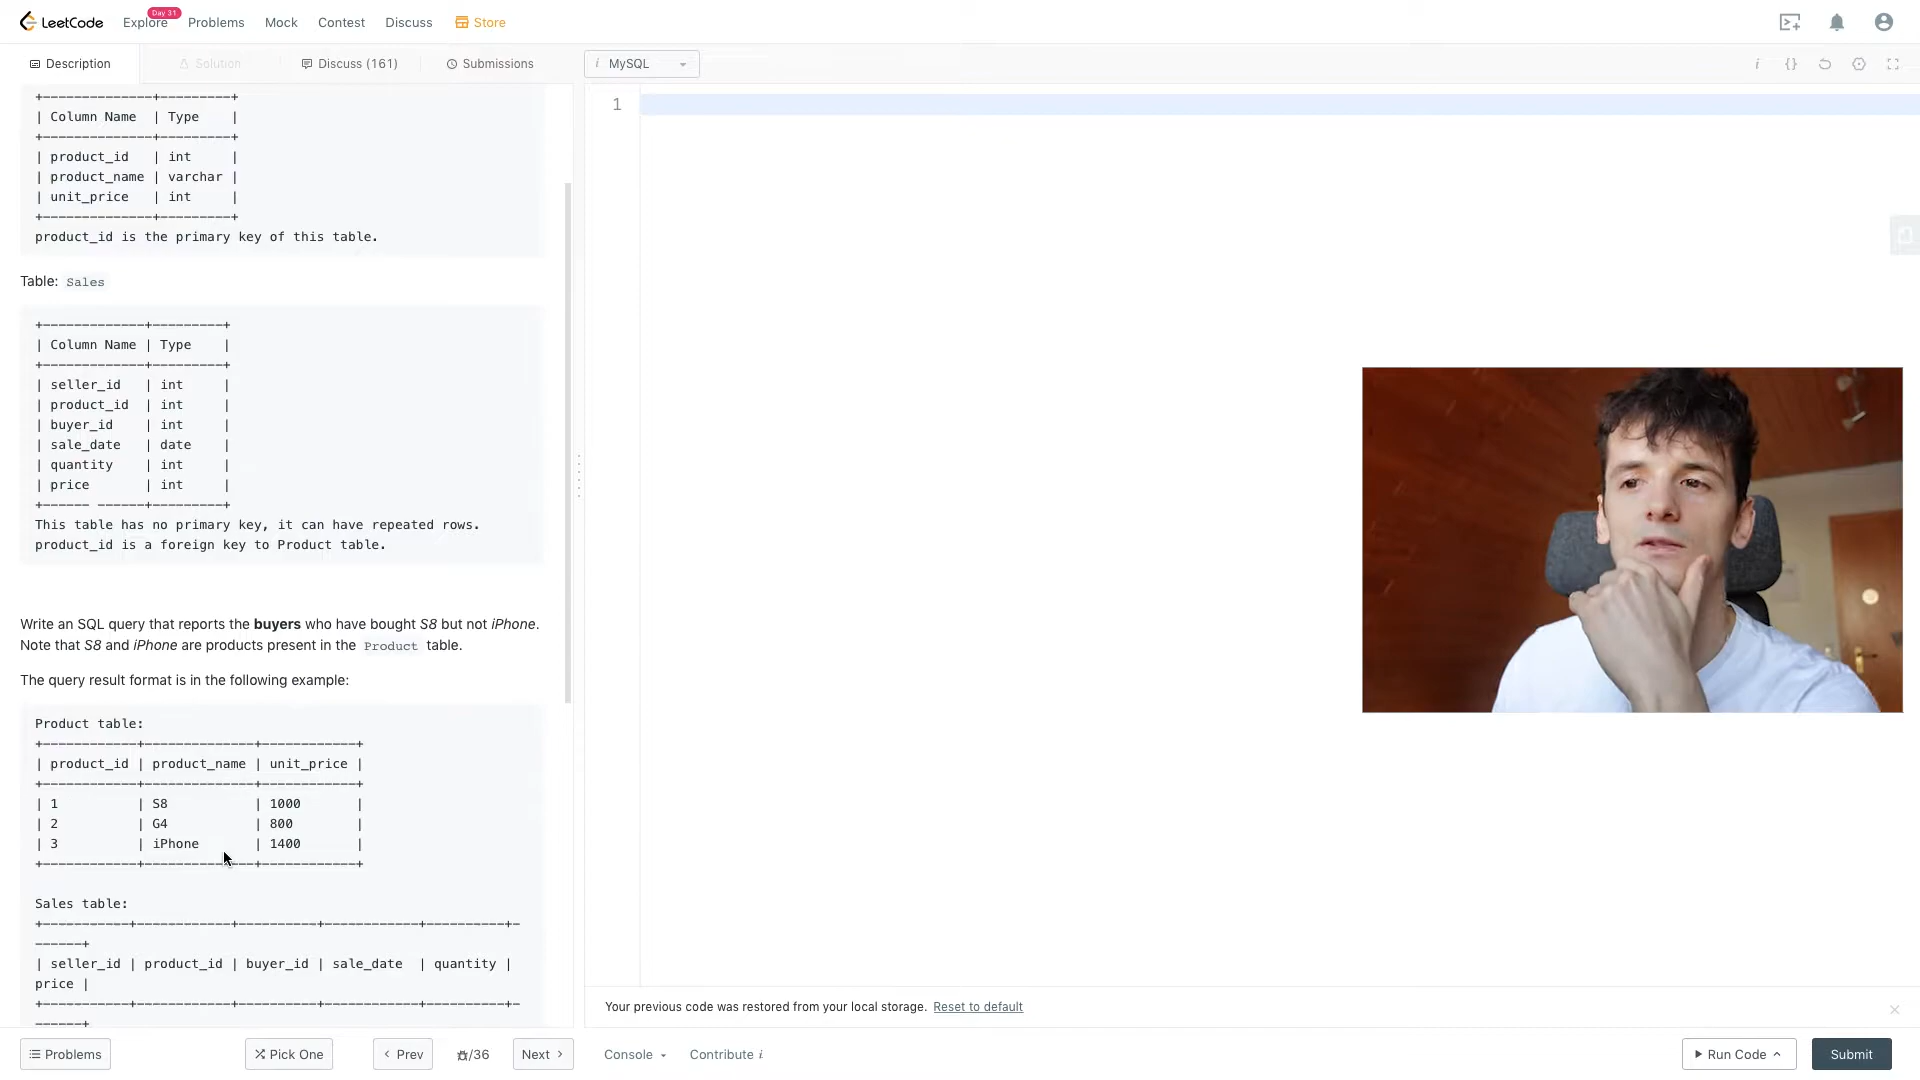 LeetCode Explore Day 31 Problems Mock Contest Discuss Store
Description Solution Discuss (161) Submissions i MySQL i {}
+--------------+---------+
| Column Name  | Type    |
+--------------+---------+
| product_id   | int     |
| product_name | varchar |
| unit_price   | int     |
+--------------+---------+
product_id is the primary key of this table.
Table: Sales
+-------------+---------+
| Column Name | Type    |
+-------------+---------+
| seller_id   | int     |
| product_id  | int     |
| buyer_id    | int     |
| sale_date   | date    |
| quantity    | int     |
| price       | int     |
+------ ------+---------+
This table has no primary key, it can have repeated rows.
product_id is a foreign key to Product table.
Write an SQL query that reports the buyers who have bought S8 but not iPhone.
Note that S8 and iPhone are products present in the Product table.
The query result format is in the following example:
Product table:
+------------+--------------+------------+
| product_id | product_name | unit_price |
+------------+--------------+------------+
| 1          | S8           | 1000       |
| 2          | G4           | 800        |
| 3          | iPhone       | 1400       |
+------------+--------------+------------+
Sales table:
+-----------+------------+----------+------------+----------+-
------+
| seller_id | product_id | buyer_id | sale_date  | quantity |
price |
+-----------+------------+----------+------------+----------+-
------+
1
Your previous code was restored from your local storage. Reset to default
Problems Pick One Prev /36 Next Console Contribute i Run Code Submit